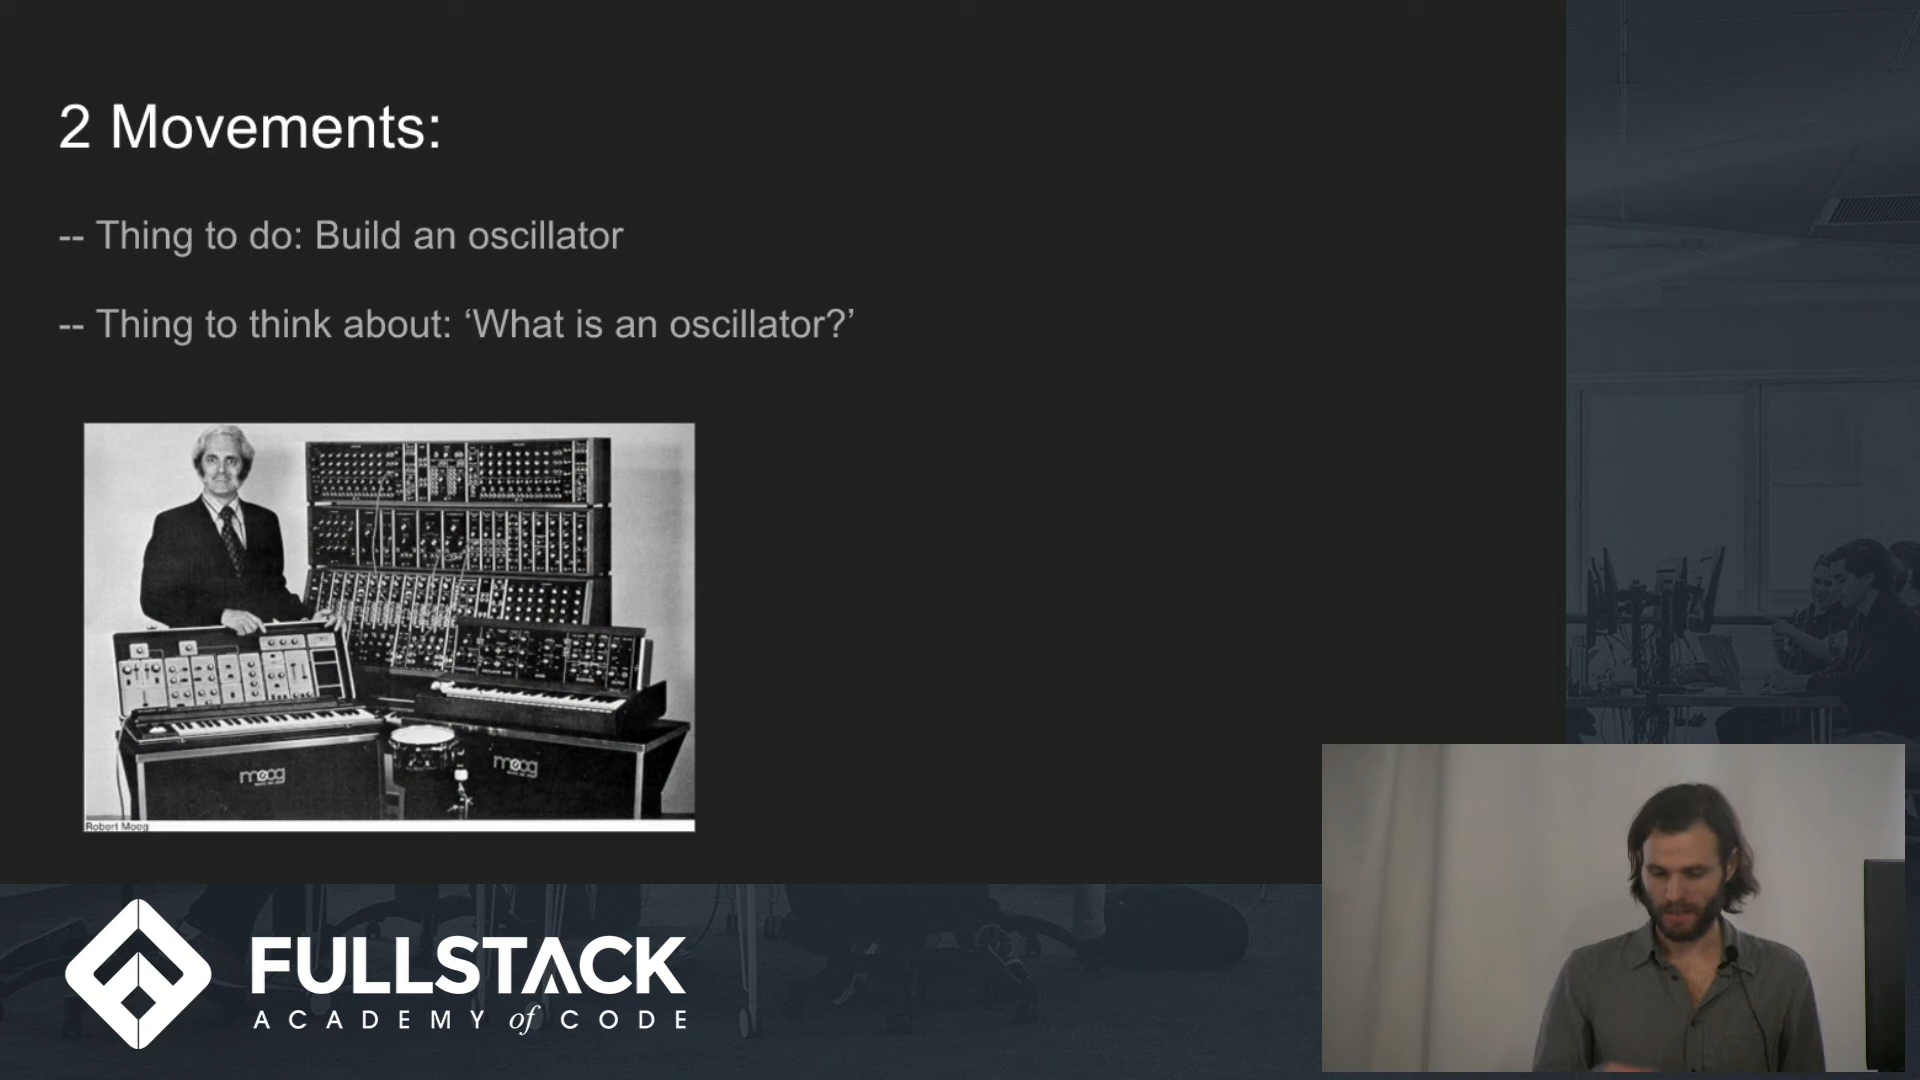 2 Movements:
-- Thing to do: Build an oscillator
-- Thing to think about: ‘What is an oscillator?’
moog
moog
Robert Moog
FULLSTACK
ACADEMY of CODE